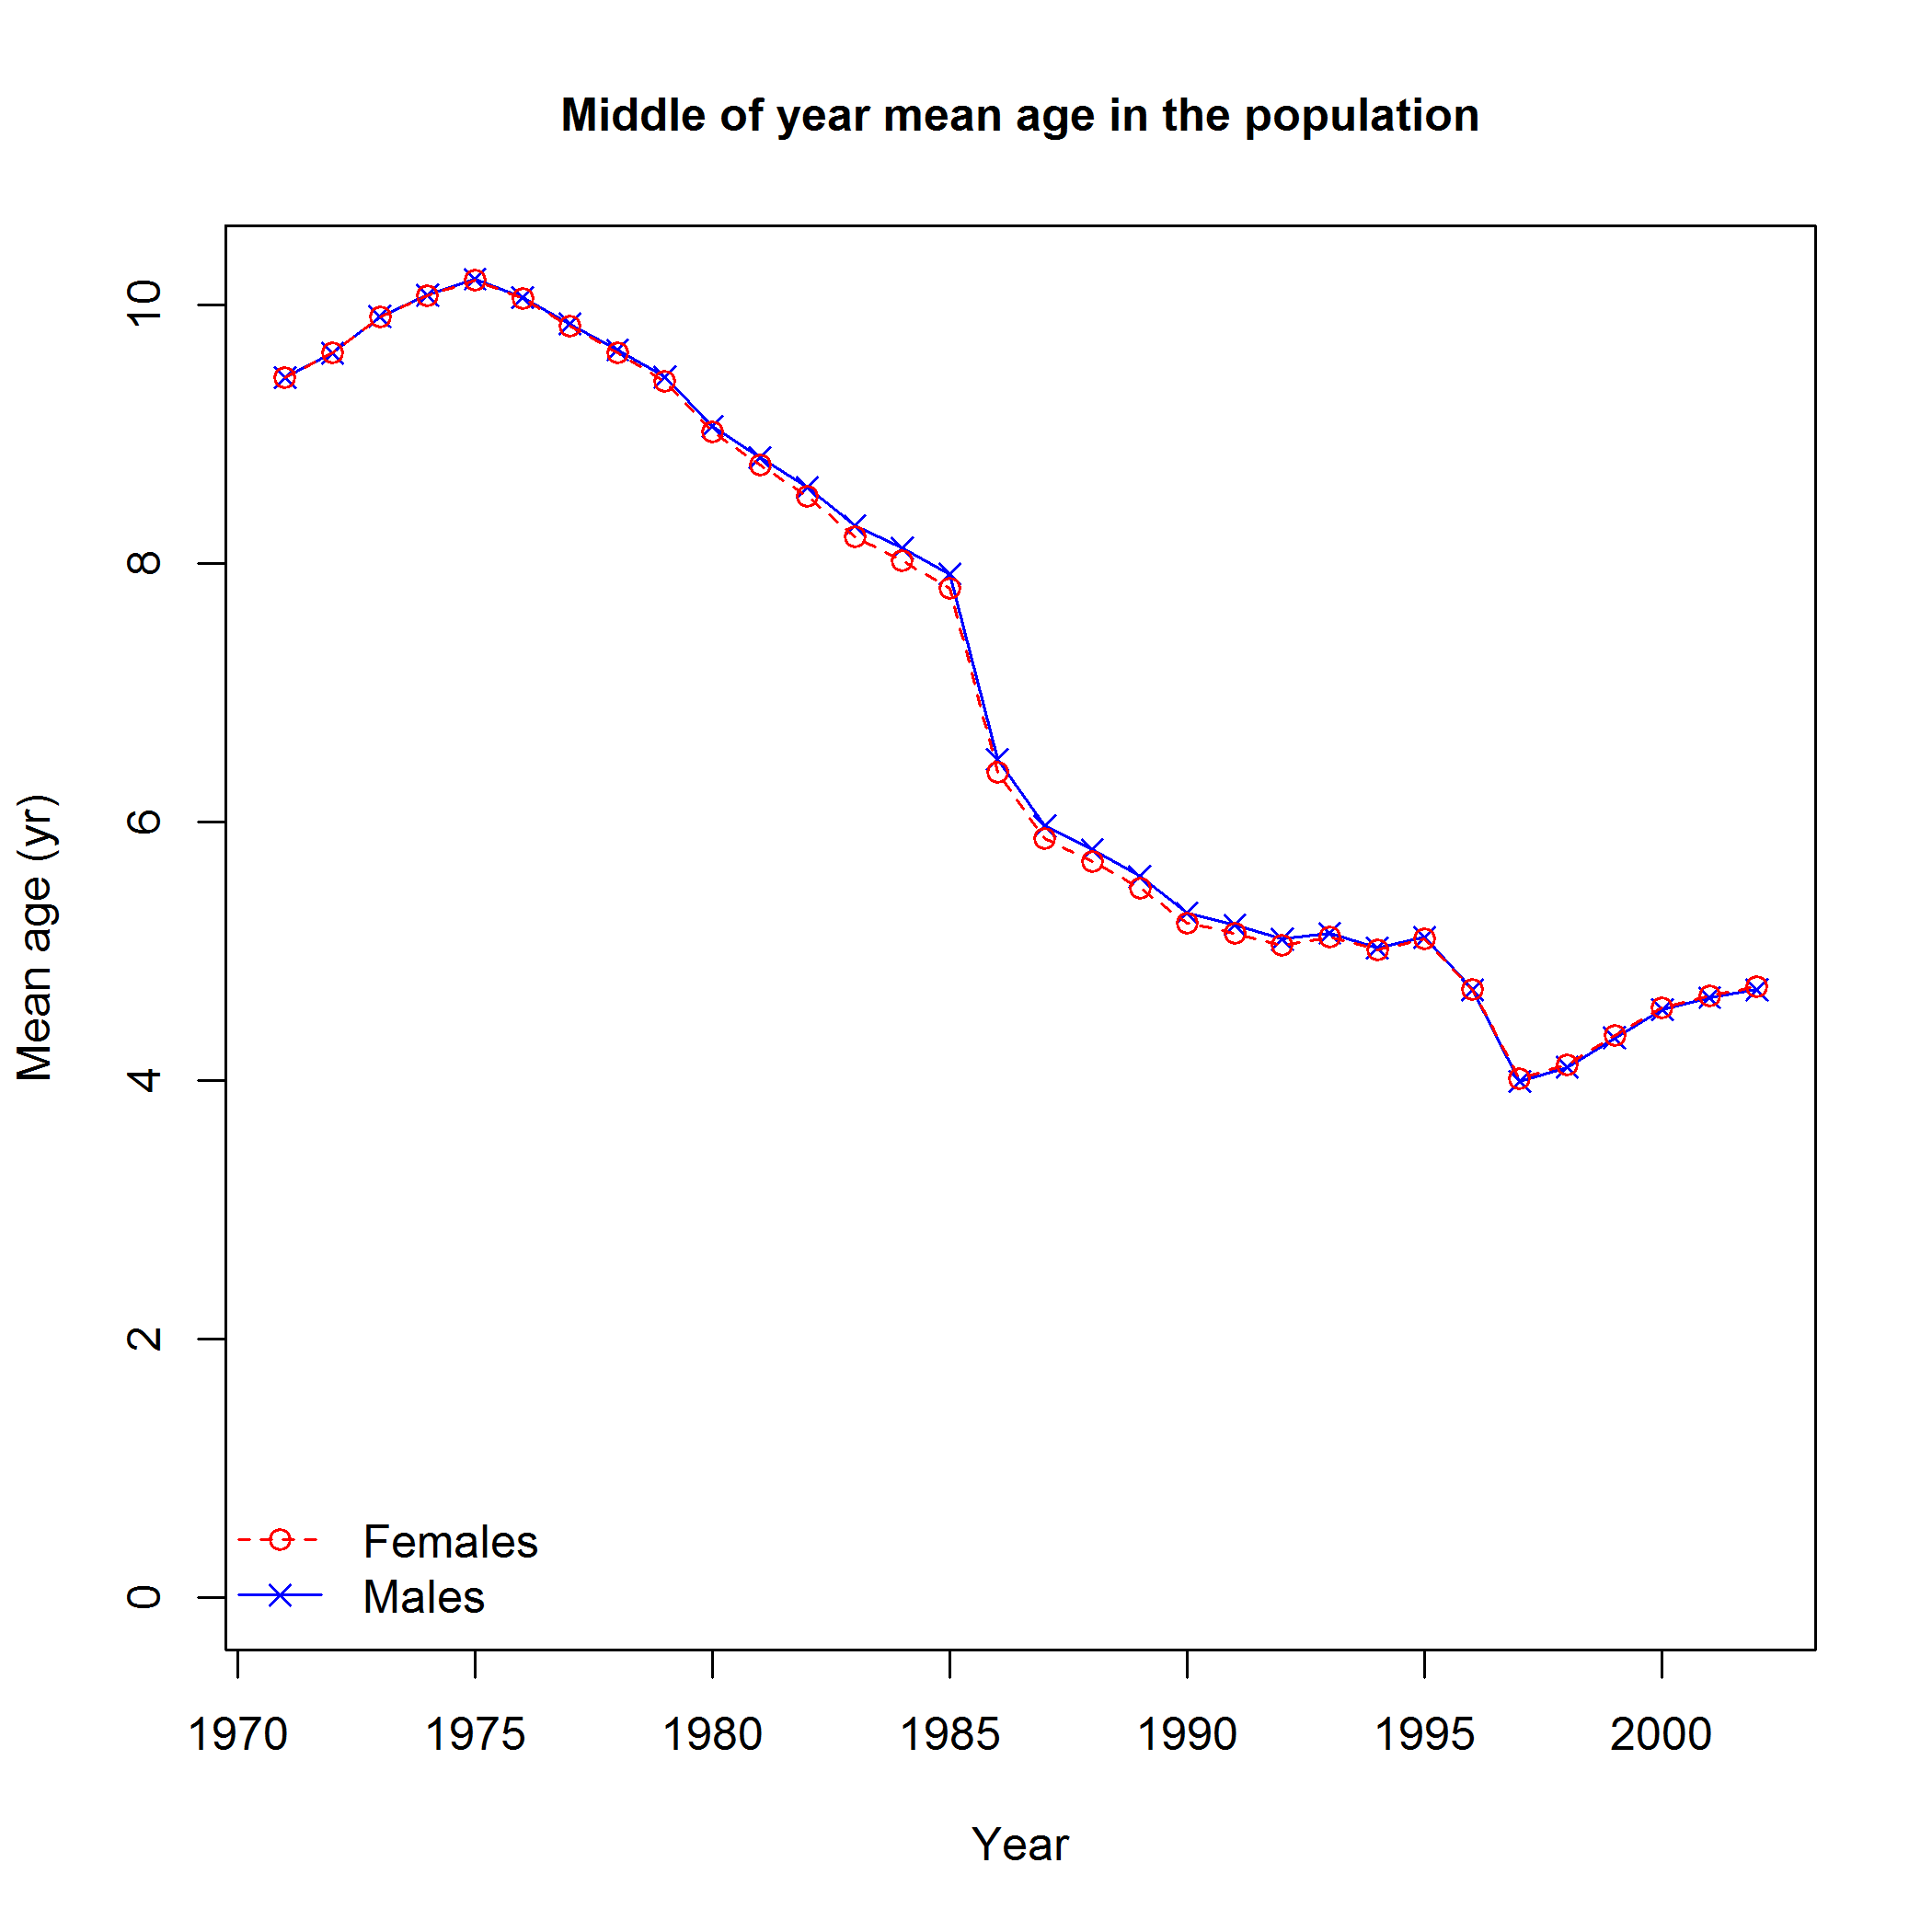 Middle of year mean age in the population
Mean age (yr)
10
8
6
4
2
0
Females
Males
1970 1975 1980 1985 1990 1995 2000
Year